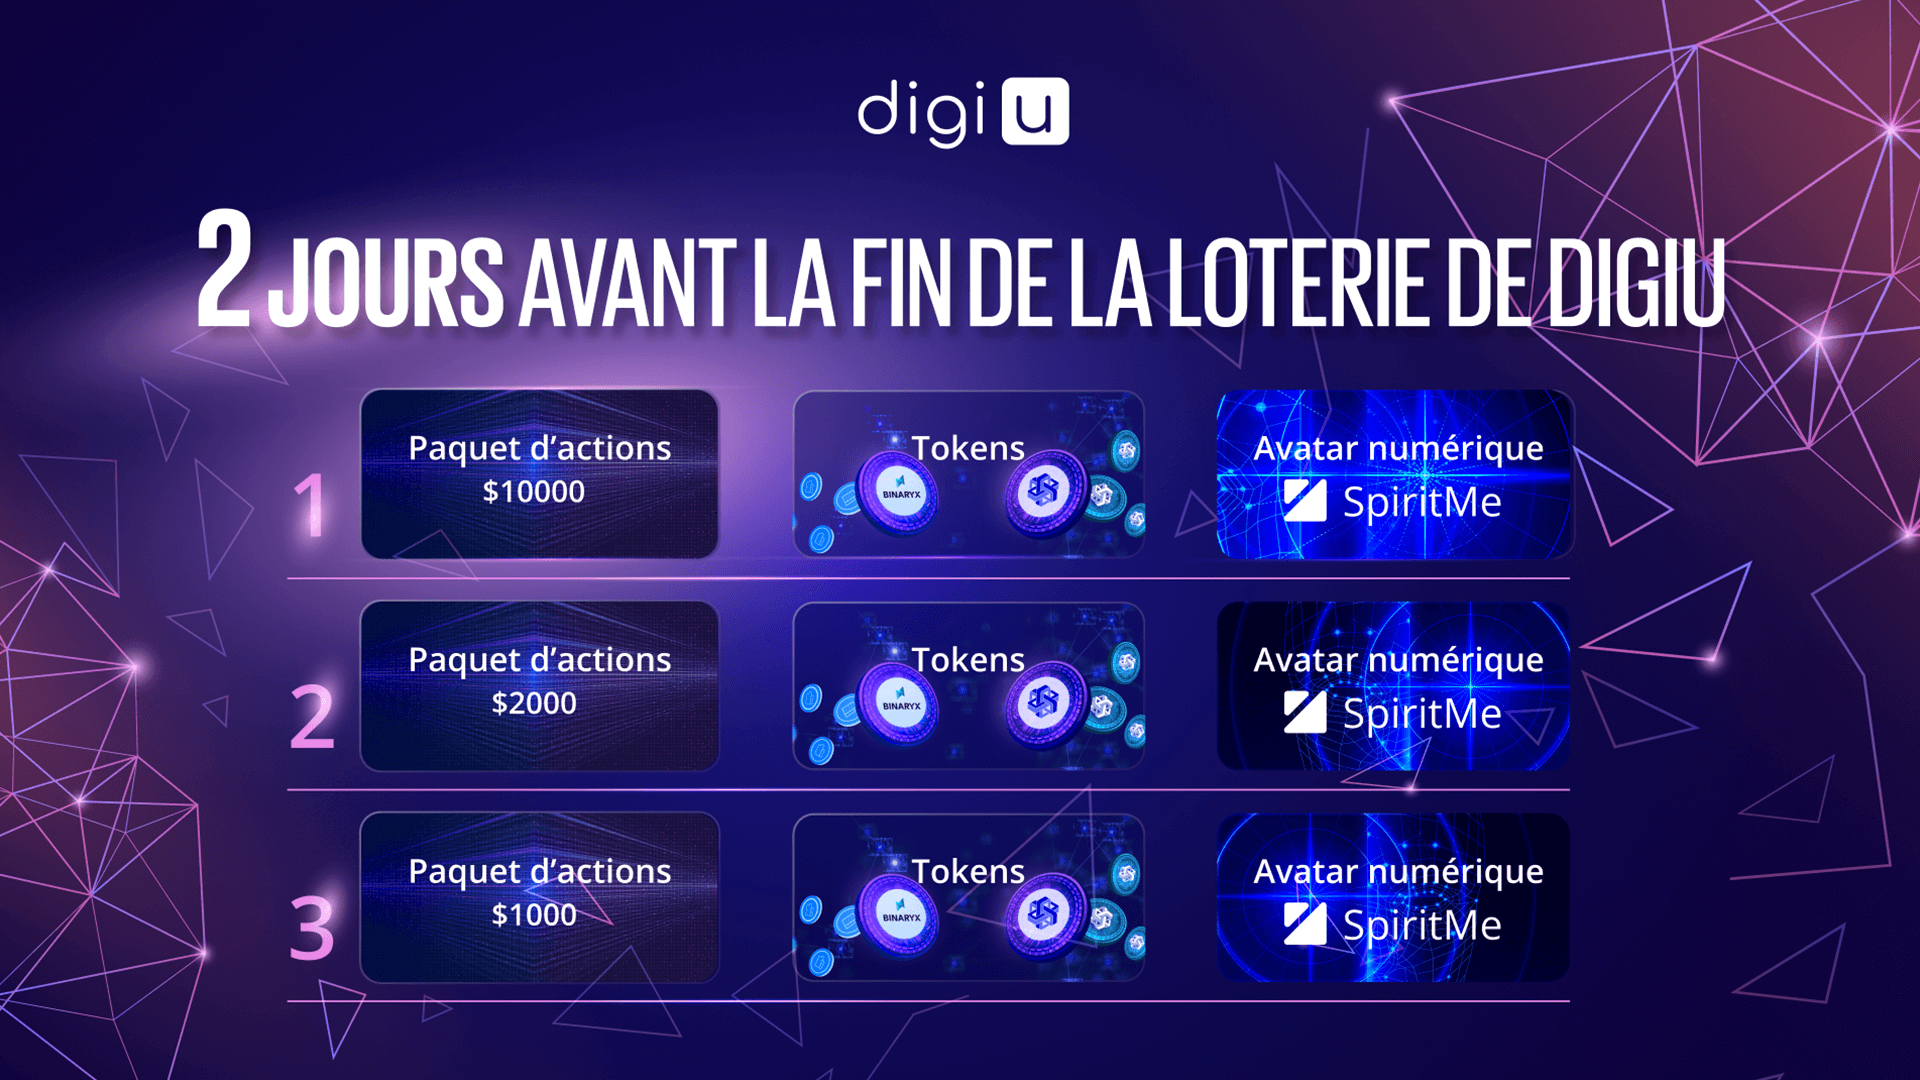 digi u
2 JOURS AVANT LA FIN DE LA LOTERIE DE DIGIU
1
Paquet d’actions
$10000
Tokens
BINARYX
Avatar numérique
SpiritMe
2
Paquet d’actions
$2000
Tokens
BINARYX
Avatar numérique
SpiritMe
3
Paquet d’actions
$1000
Tokens
BINARYX
Avatar numérique
SpiritMe